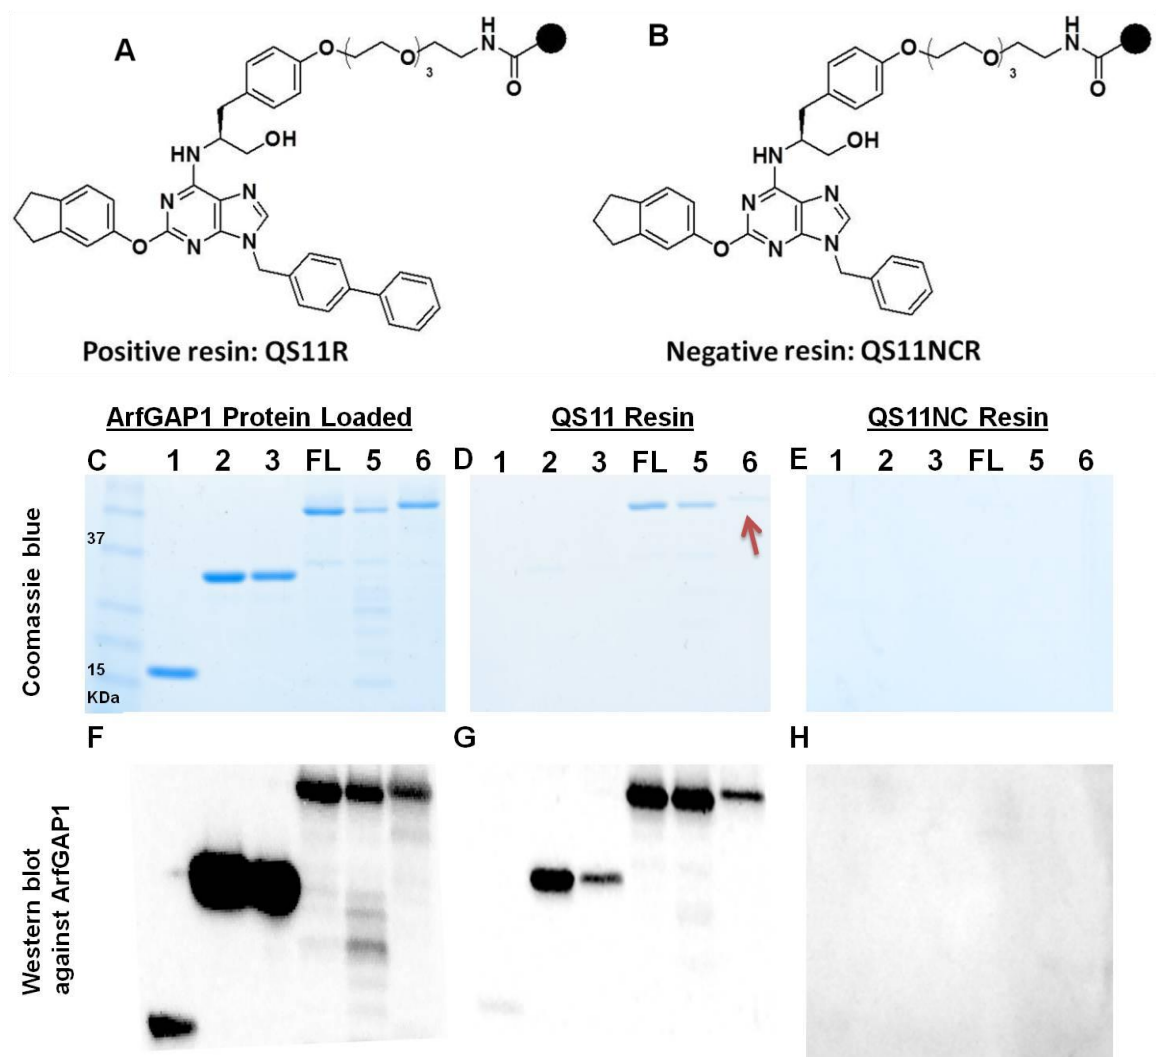 A
B
O
O
3
H
N
O
O
O
3
H
N
O
HN
OH
N
N
N
N
O
HN
OH
N
N
N
N
O
Positive resin: QS11R
Negative resin: QS11NCR
ArfGAP1 Protein Loaded
QS11 Resin
QS11NC Resin
C 1 2 3 FL 5 6
D 1 2 3 FL 5 6
E 1 2 3 FL 5 6
Coomassie blue
37
15
KDa
F
G
H
Western blot
against ArfGAP1